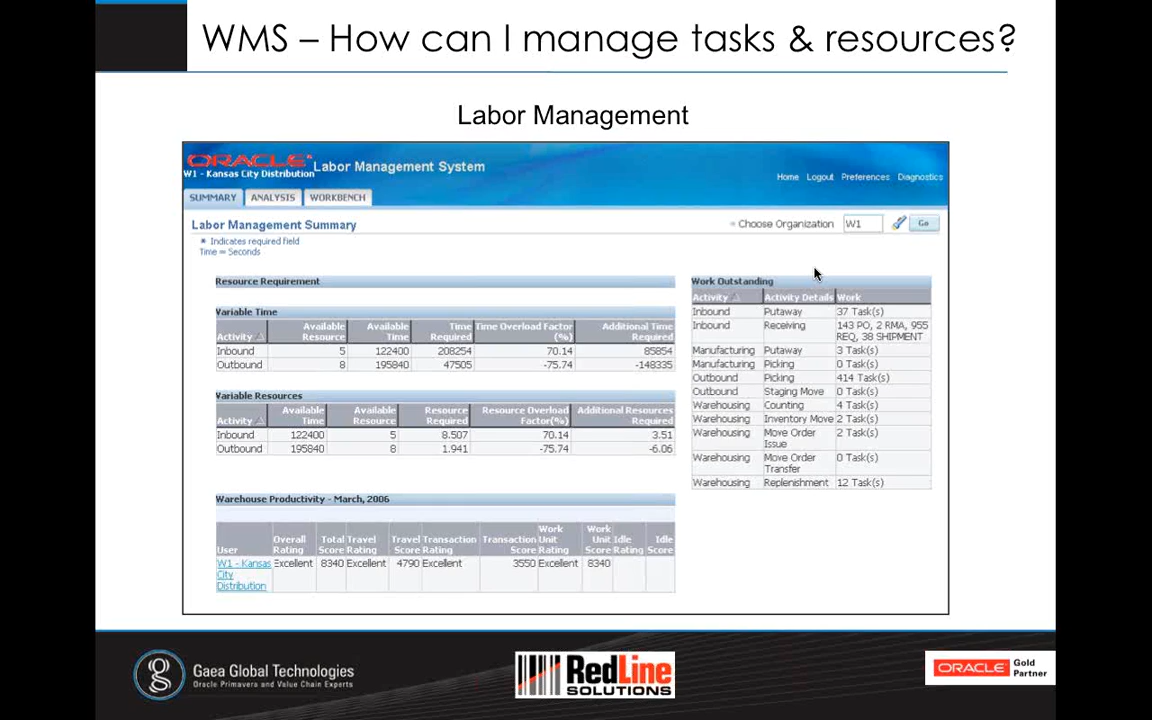 WMS – How can I manage tasks & resources?
Labor Management
ORACLE Labor Management System
W1 - Kansas City Distribution
Home Logout Preferences Diagnostics
SUMMARY ANALYSIS WORKBENCH
Labor Management Summary
Choose Organization W1 Go
* Indicates required field
Time = Seconds
Resource Requirement
Variable Time
Activity Available Resource Available Time Time Required Time Overload Factor (%) Additional Time Required
Inbound 5 122400 208254 70.14 85854
Outbound 8 195840 47505 -75.74 -148335
Variable Resources
Activity Available Time Available Resource Resource Required Resource Overload Factor(%) Additional Resources Required
Inbound 122400 5 8.507 70.14 3.51
Outbound 195840 8 1.941 -75.74 -6.06
Warehouse Productivity - March, 2006
User Overall Rating Total Score Travel Rating Travel Score Transaction Rating Transaction Score Work Unit Rating Work Unit Score Idle Rating Idle Score
W1 - Kansas City Distribution Excellent 8340 Excellent 4790 Excellent 3550 Excellent 8340
Work Outstanding
Activity Activity Details Work
Inbound Putaway 37 Task(s)
Inbound Receiving 143 PO, 2 RMA, 955 REQ, 38 SHIPMENT
Manufacturing Putaway 3 Task(s)
Manufacturing Picking 0 Task(s)
Outbound Picking 414 Task(s)
Outbound Staging Move 0 Task(s)
Warehousing Counting 4 Task(s)
Warehousing Inventory Move 2 Task(s)
Warehousing Move Order Issue 2 Task(s)
Warehousing Move Order Transfer 0 Task(s)
Warehousing Replenishment 12 Task(s)
Gaea Global Technologies
Oracle Primavera and Value Chain Experts
RedLine
SOLUTIONS
ORACLE Gold Partner